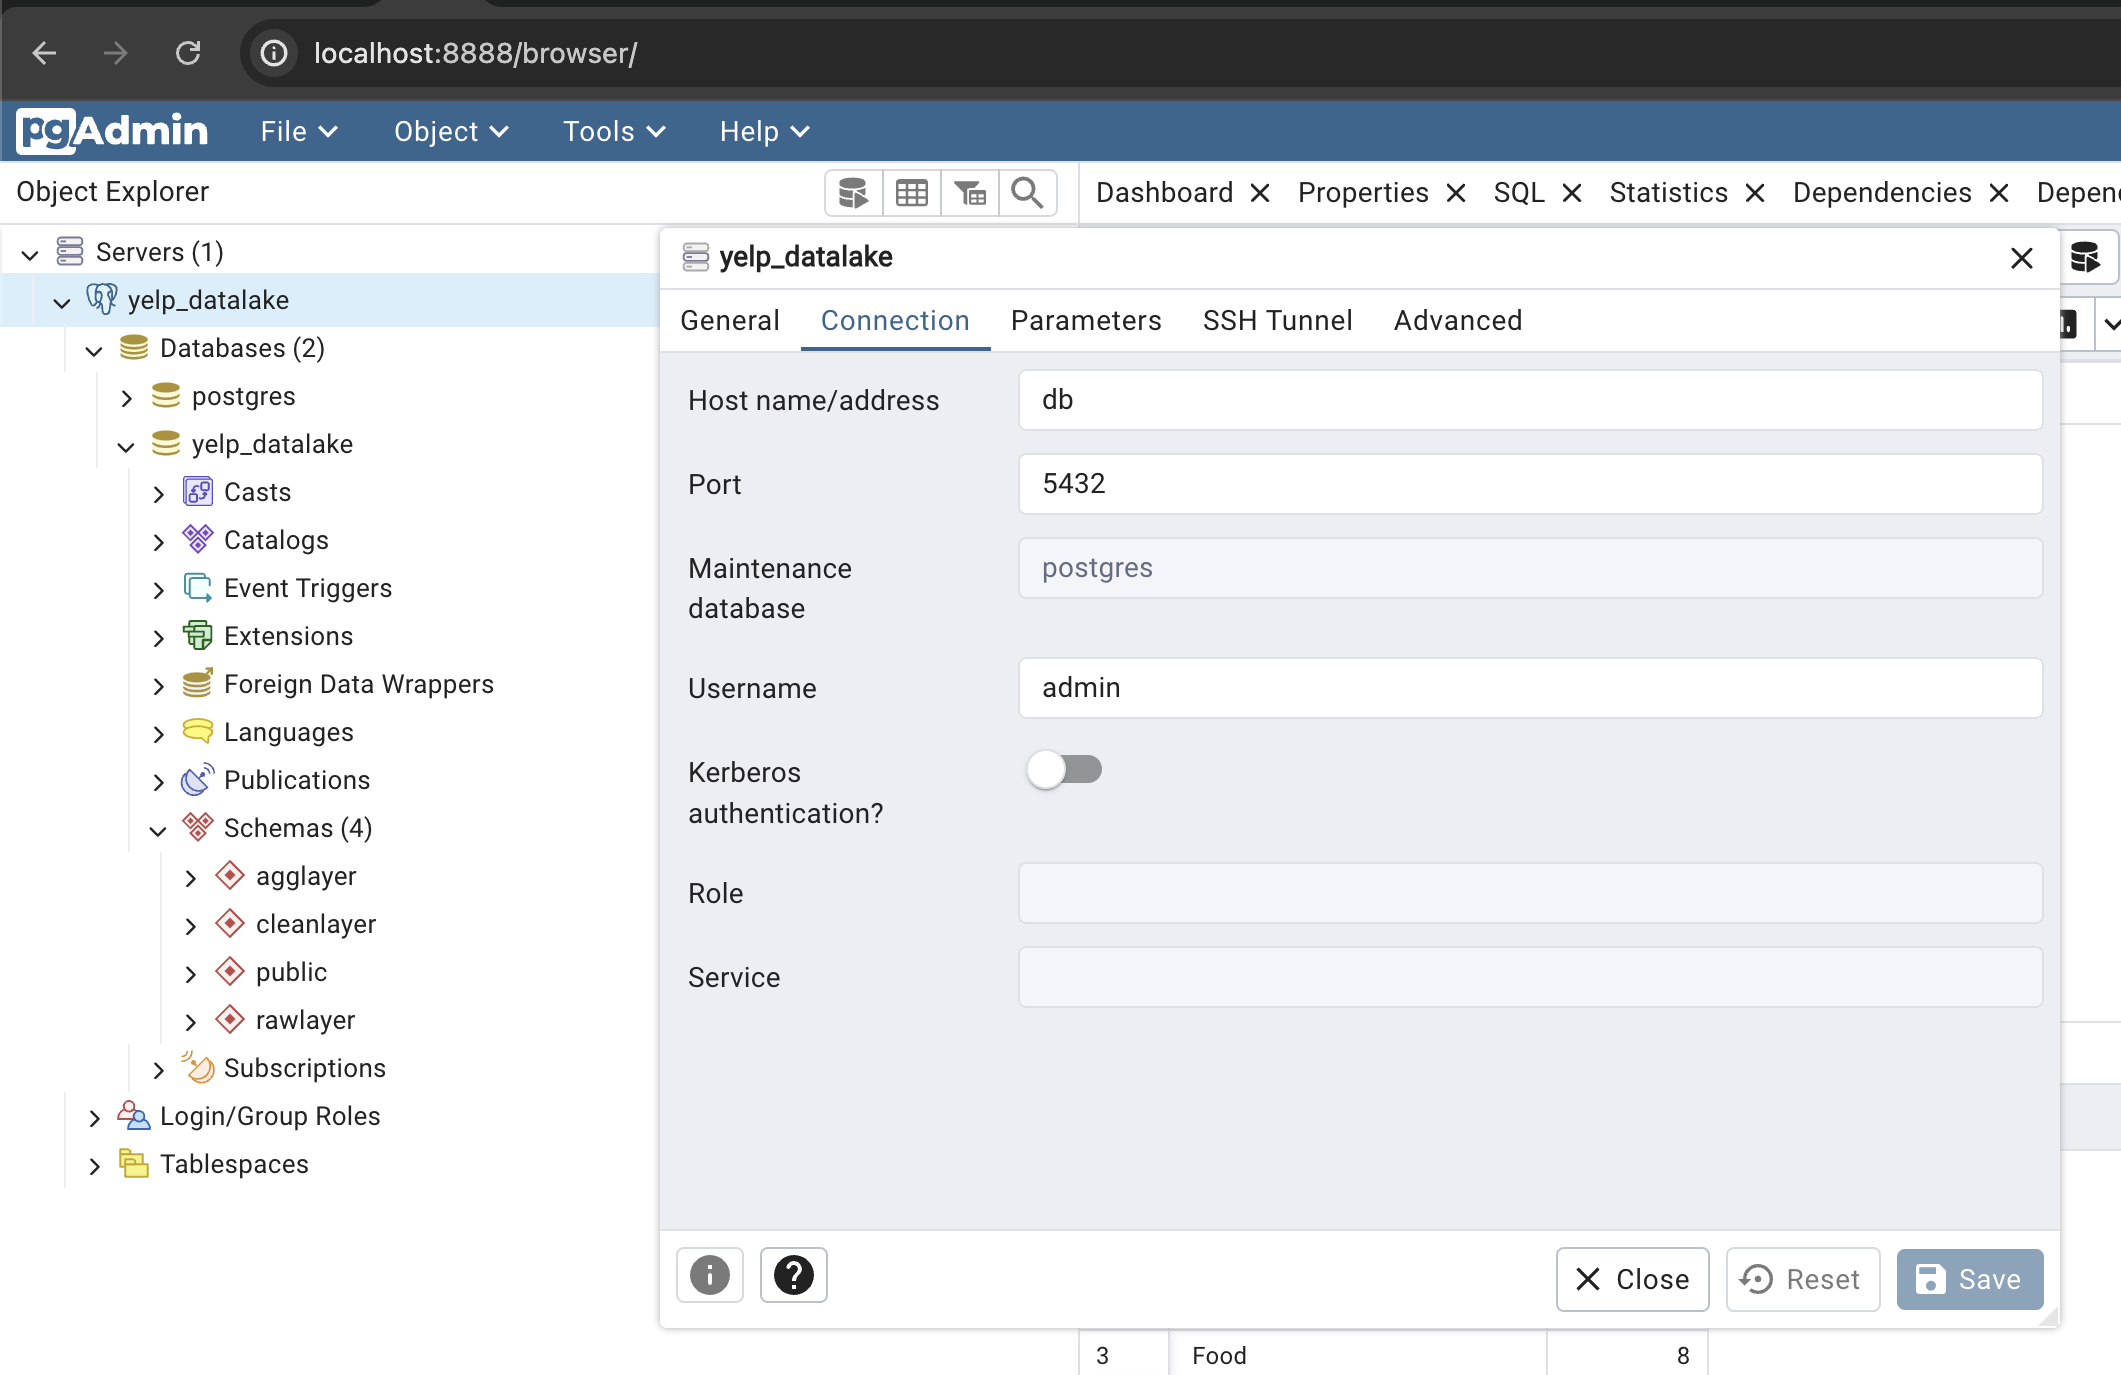 localhost:8888/browser/
pgAdmin File Object Tools Help
Object Explorer
Dashboard Properties SQL Statistics Dependencies
Servers (1)
yelp_datalake
Databases (2)
postgres
yelp_datalake
Casts
Catalogs
Event Triggers
Extensions
Foreign Data Wrappers
Languages
Publications
Schemas (4)
agglayer
cleanlayer
public
rawlayer
Subscriptions
Login/Group Roles
Tablespaces
yelp_datalake
General Connection Parameters SSH Tunnel Advanced
Host name/address db
Port 5432
Maintenance
database
postgres
Username admin
Kerberos
authentication?
Role
Service
Close Reset Save
3 Food 8